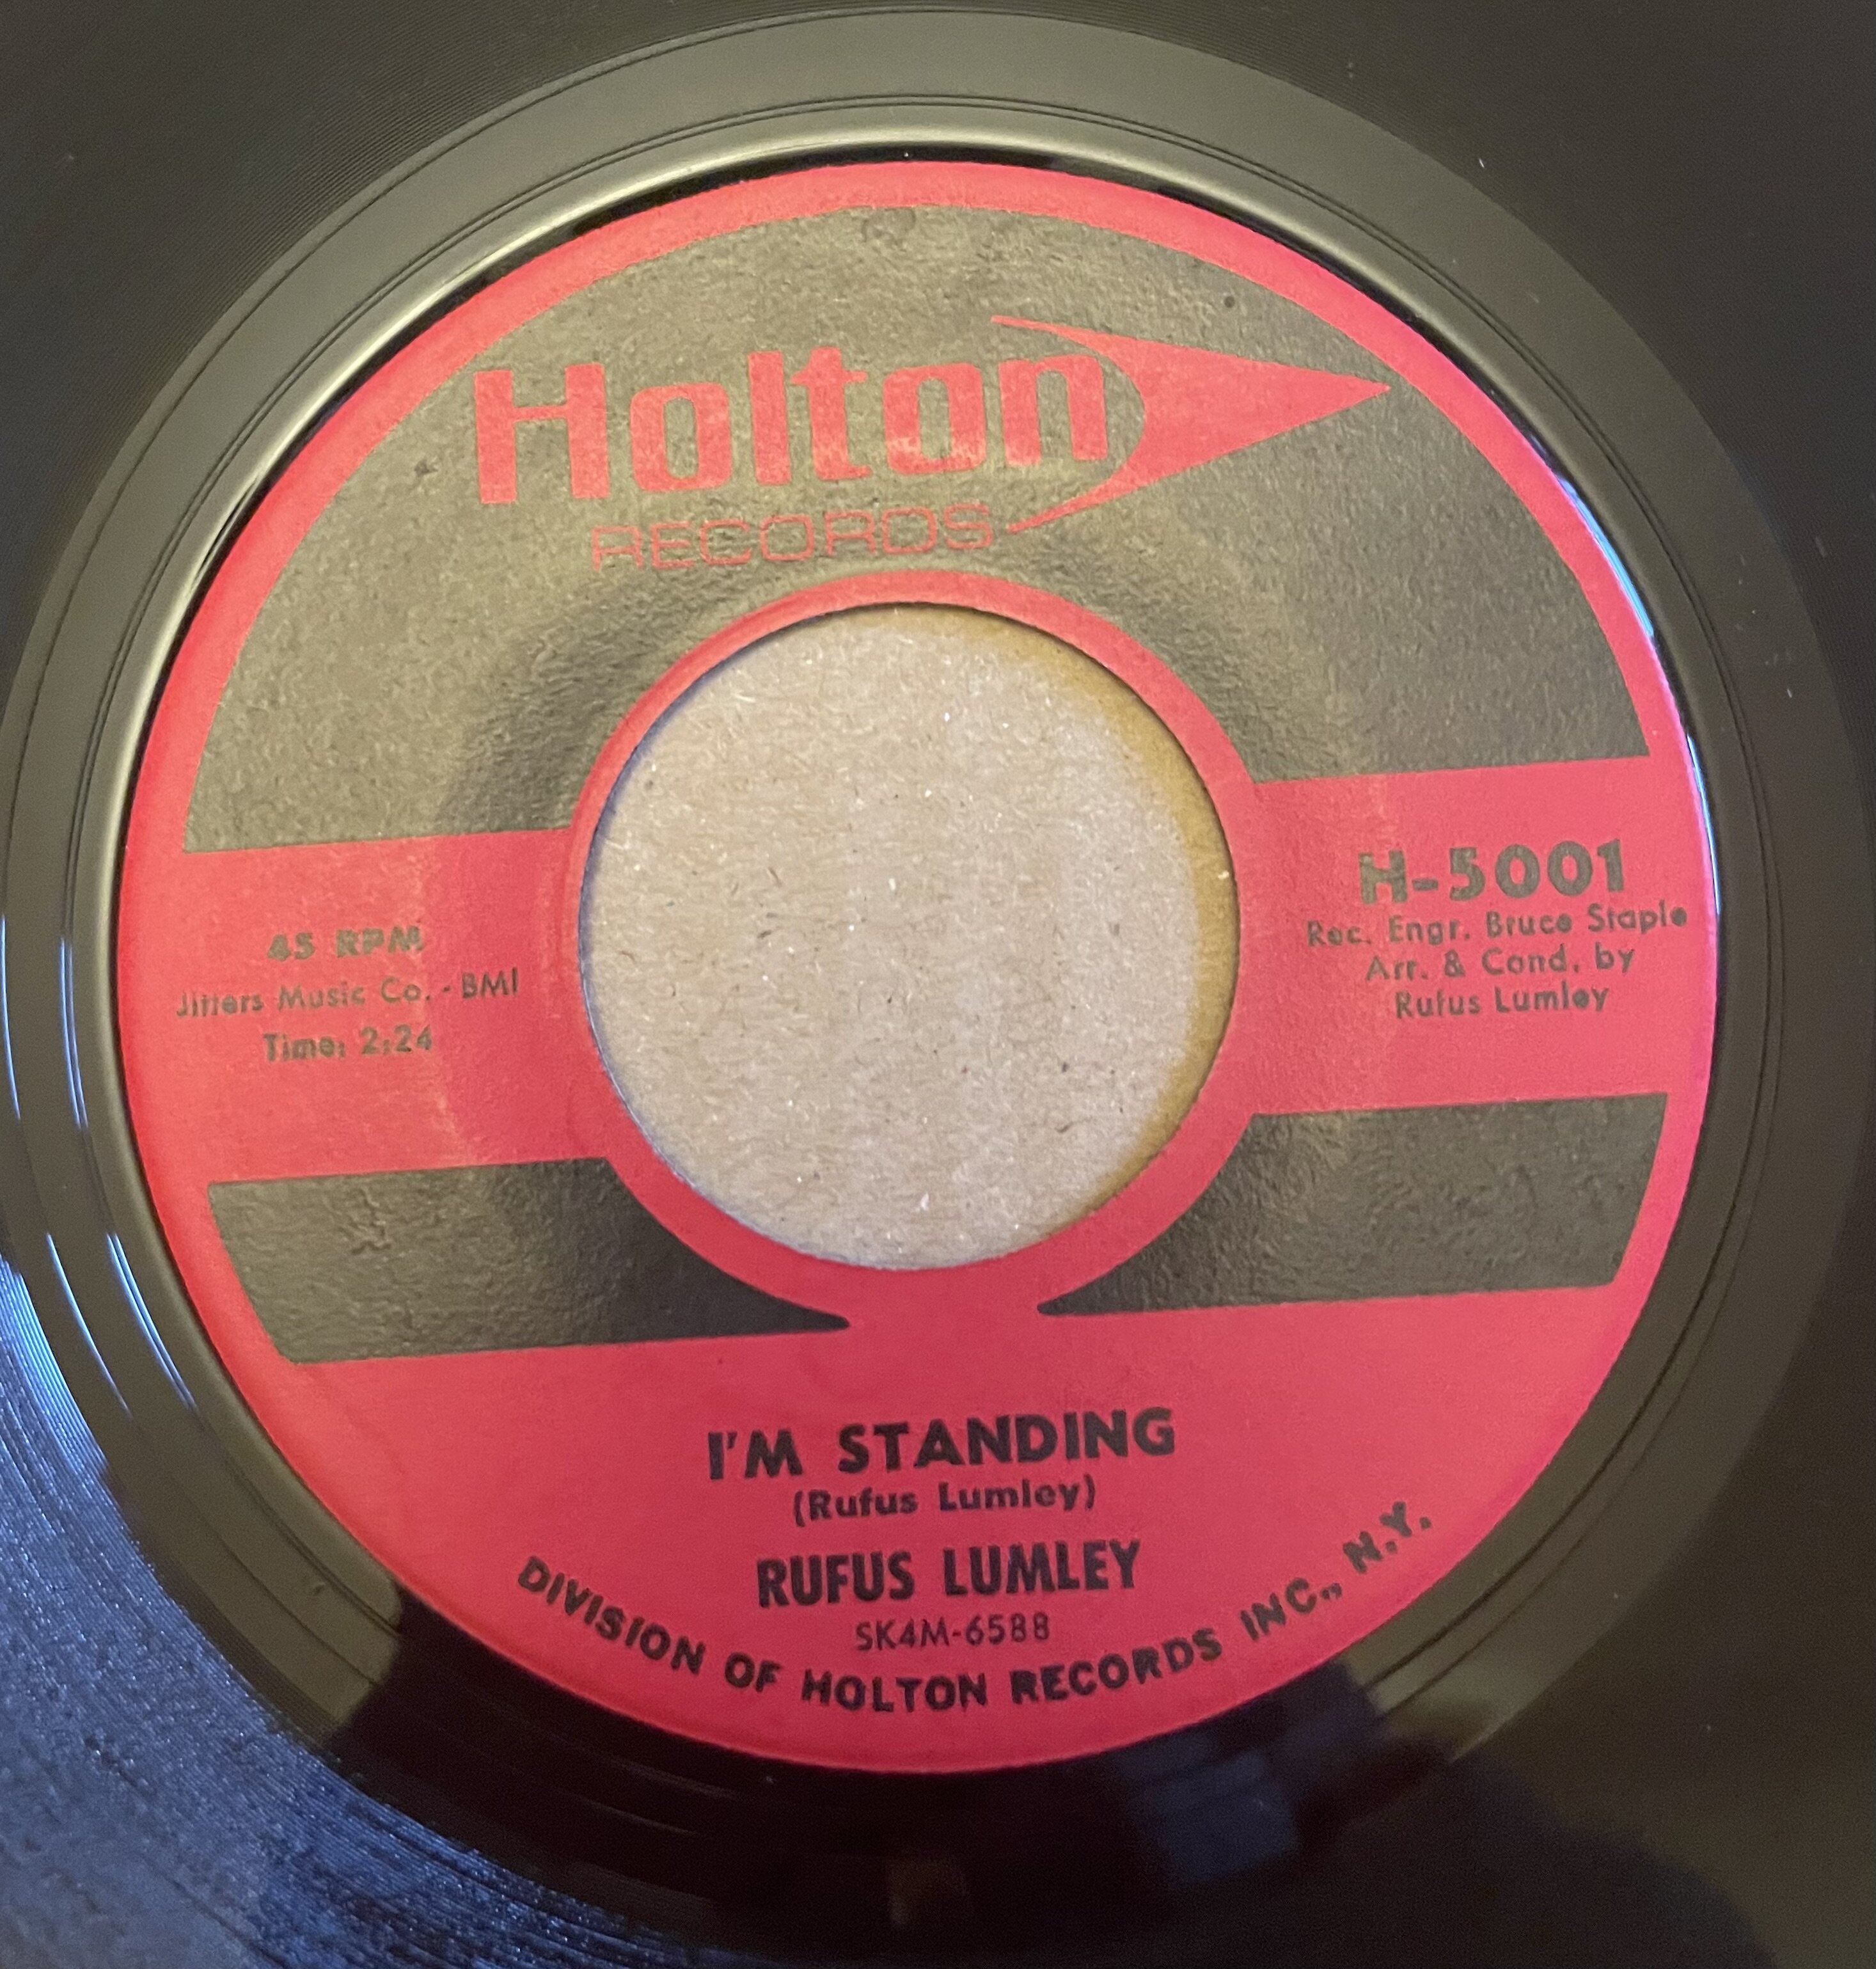 Holton
RECORDS
45 RPM
Jitters Music Co. - BMI
Time: 2:24
H-5001
Rec. Engr. Bruce Staple
Arr. & Cond. by
Rufus Lumley
I'M STANDING
(Rufus Lumley)
RUFUS LUMLEY
SK4M-6588
DIVISION OF HOLTON RECORDS INC., N.Y.